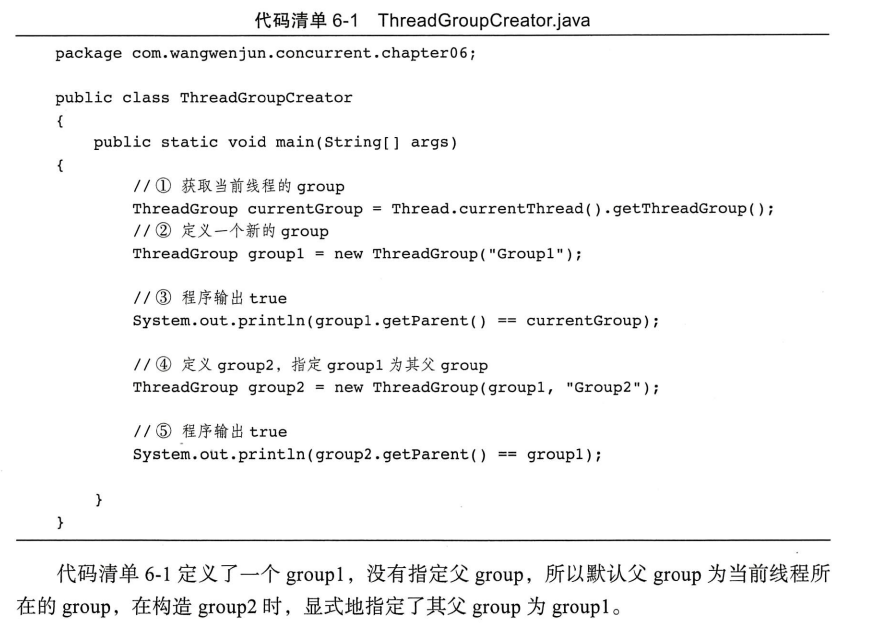 代码清单 6-1 ThreadGroupCreator.java
package com.wangwenjun.concurrent.chapter06;
public class ThreadGroupCreator
{
public static void main(String[] args)
{
//① 获取当前线程的 group
ThreadGroup currentGroup = Thread.currentThread().getThreadGroup();
//② 定义一个新的 group
ThreadGroup group1 = new ThreadGroup("Group1");
//③ 程序输出 true
System.out.println(group1.getParent() == currentGroup);
//④ 定义 group2，指定 group1 为其父 group
ThreadGroup group2 = new ThreadGroup(group1, "Group2");
//⑤ 程序输出 true
System.out.println(group2.getParent() == group1);
}
}
代码清单 6-1 定义了一个 group1，没有指定父 group，所以默认父 group 为当前线程所
在的 group，在构造 group2 时，显式地指定了其父 group 为 group1。